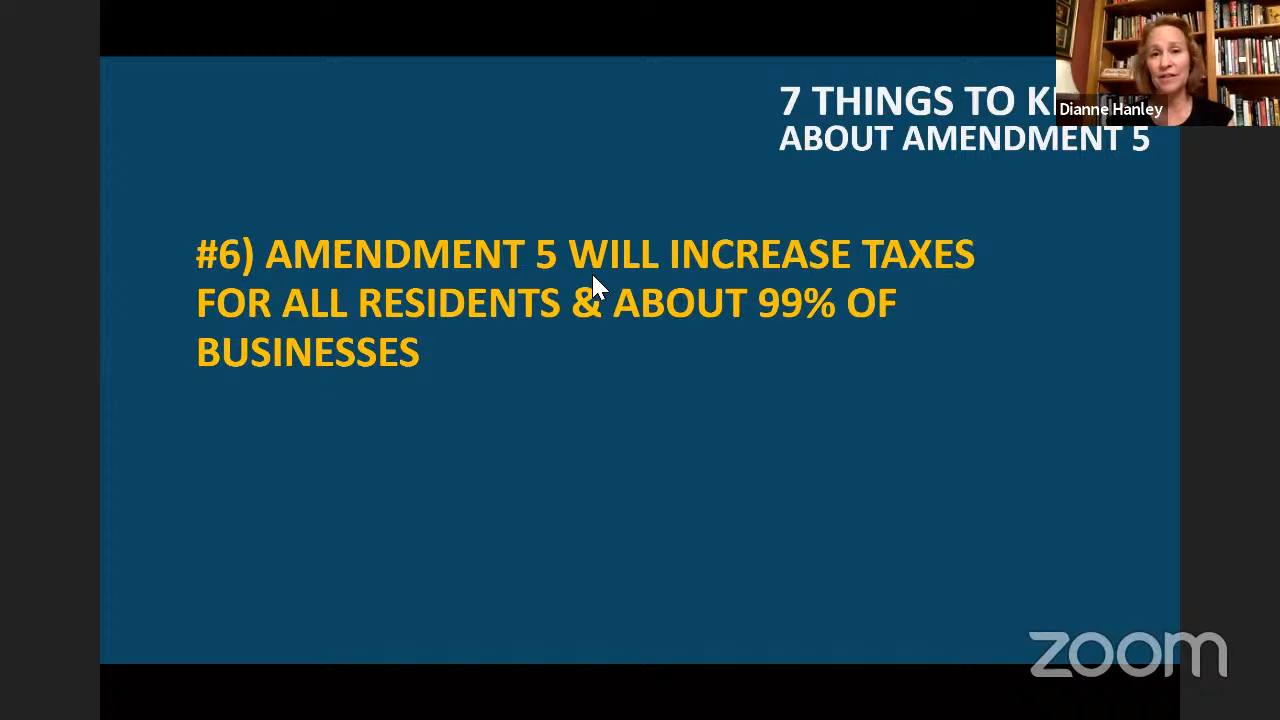 7 THINGS TO K
Dianne Hanley
ABOUT AMENDMENT 5
#6) AMENDMENT 5 WILL INCREASE TAXES
FOR ALL RESIDENTS & ABOUT 99% OF
BUSINESSES
zoom